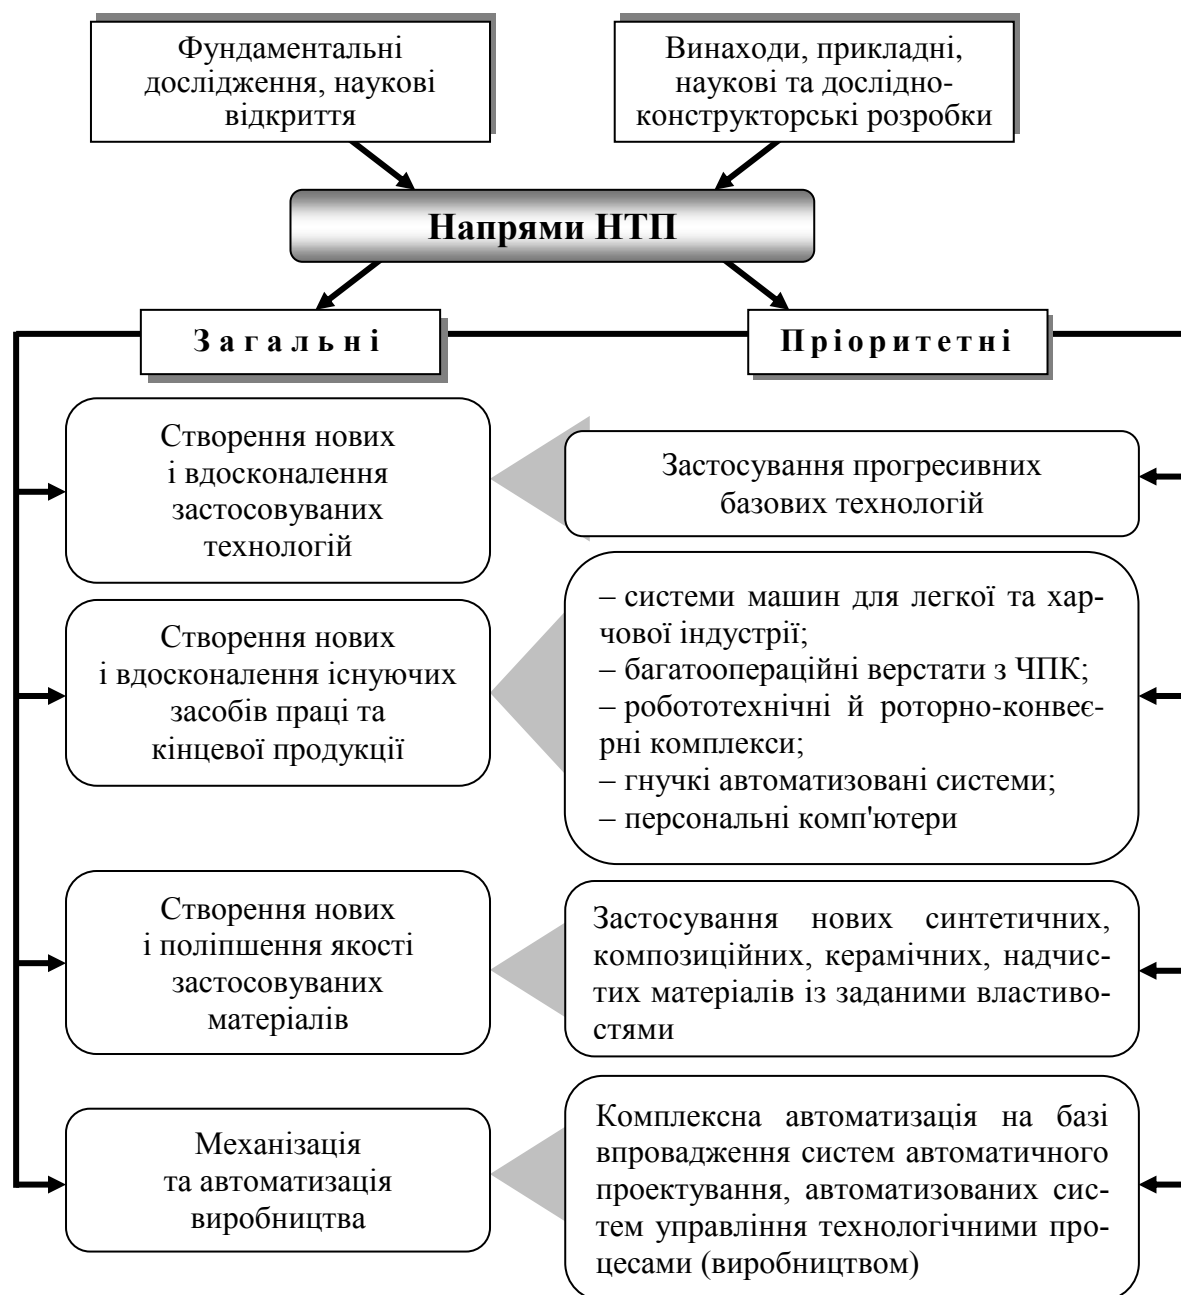 Фундаментальні
дослідження, наукові
відкриття
Винаходи, прикладні,
наукові та дослідно-
конструкторські розробки
Напрями НТП
Загальні
Пріоритетні
Створення нових
і вдосконалення
застосовуваних
технологій
Застосування прогресивних
базових технологій
Створення нових
і вдосконалення існуючих
засобів праці та
кінцевої продукції
– системи машин для легкої та хар-
чової індустрії;
– багатоопераційні верстати з ЧПК;
– робототехнічні й роторно-конвеє-
рні комплекси;
– гнучкі автоматизовані системи;
– персональні комп'ютери
Створення нових
і поліпшення якості
застосовуваних
матеріалів
Застосування нових синтетичних,
композиційних, керамічних, надчис-
тих матеріалів із заданими властиво-
стями
Механізація
та автоматизація
виробництва
Комплексна автоматизація на базі
впровадження систем автоматичного
проектування, автоматизованих сис-
тем управління технологічними про-
цесами (виробництвом)